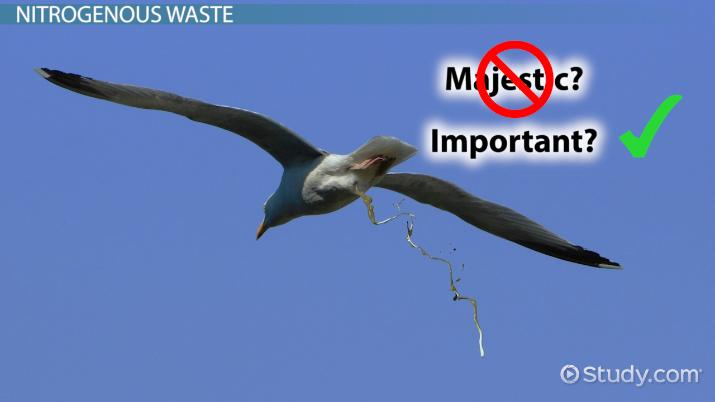 NITROGENOUS WASTE
Majestic?
Important?
Study.com